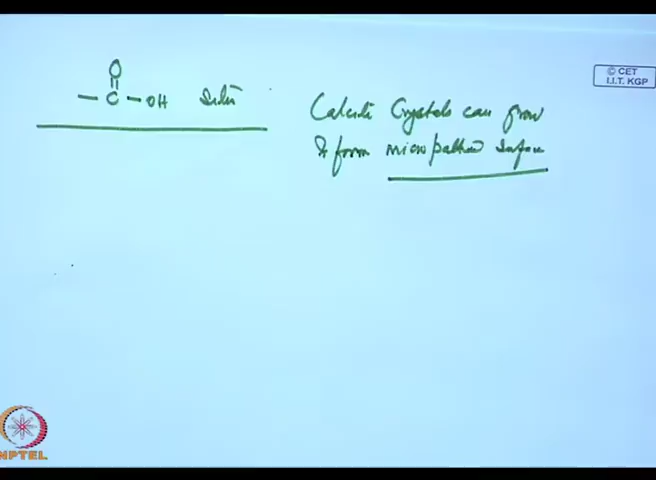 O
— C — OH
Calcite Crystals can grow
& form micropattern surface
© CET
I.I.T. KGP
NPTEL